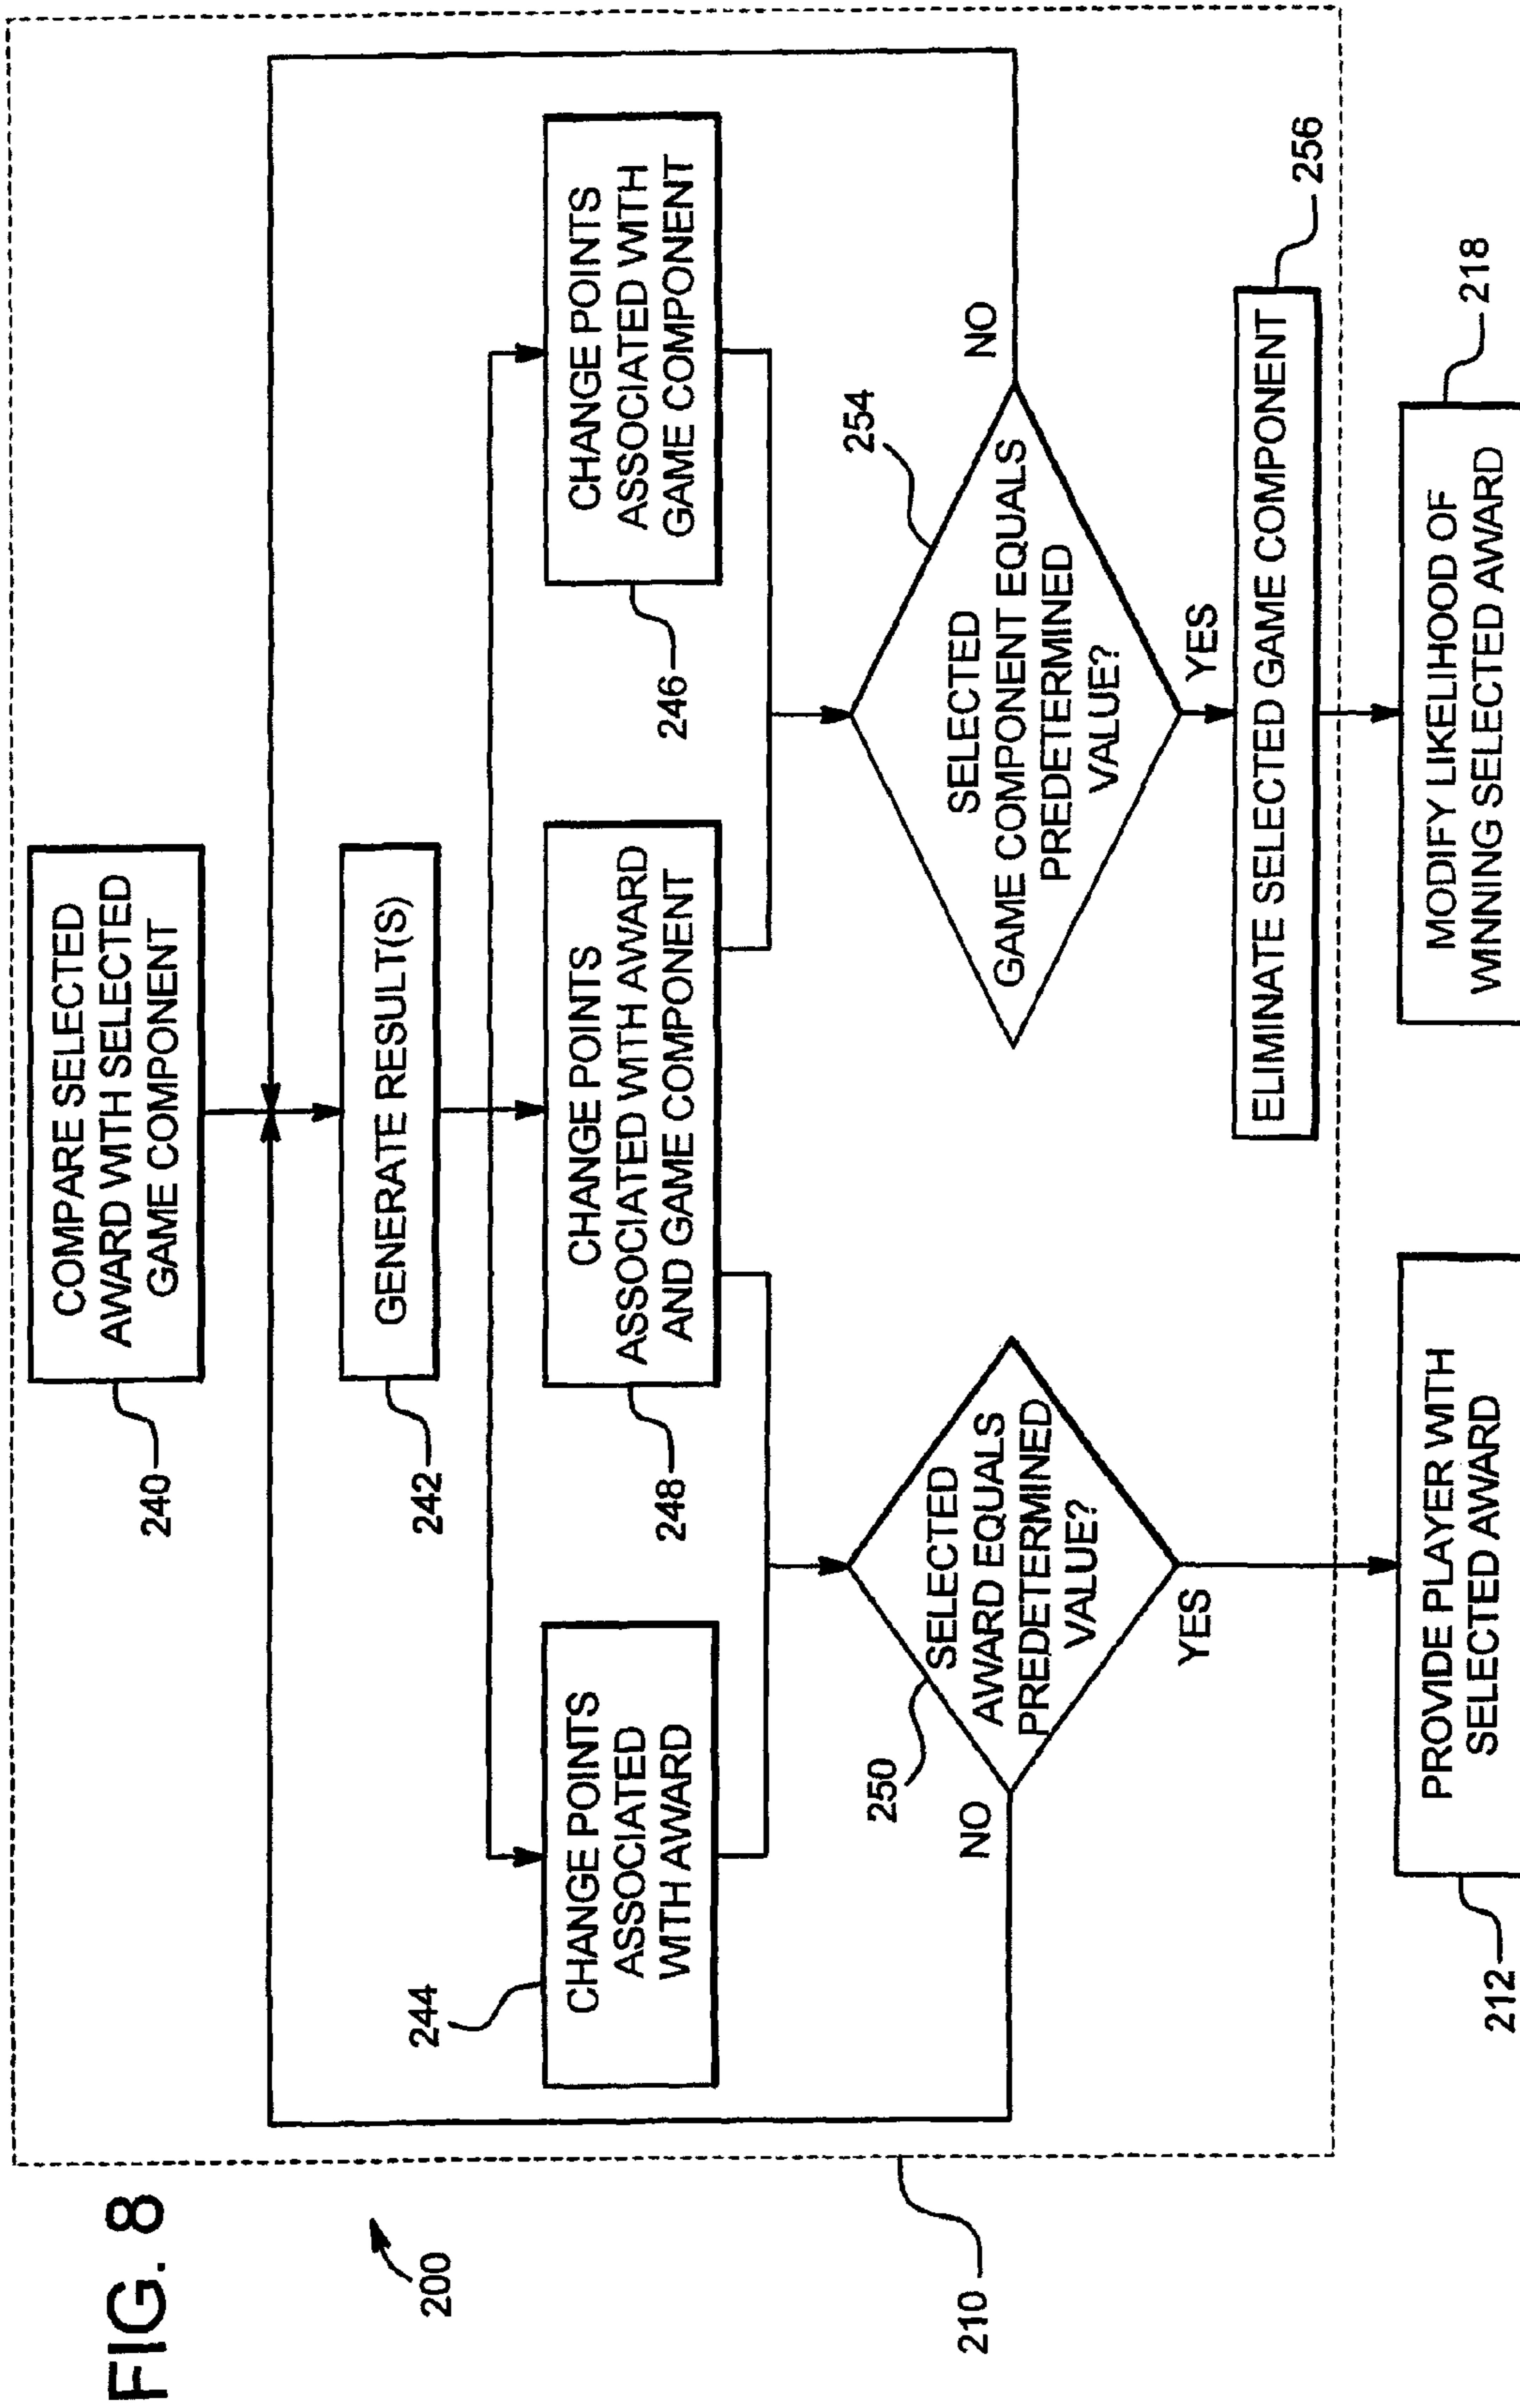 FIG. 8
200
210
COMPARE SELECTED
AWARD WITH SELECTED
GAME COMPONENT
240
GENERATE RESULT(S)
242
244
CHANGE POINTS
ASSOCIATED
WITH AWARD
CHANGE POINTS
ASSOCIATED WITH AWARD
AND GAME COMPONENT
248
CHANGE POINTS
ASSOCIATED WITH
GAME COMPONENT
246
250
SELECTED
AWARD EQUALS
PREDETERMINED
VALUE?
NO
YES
254
SELECTED
GAME COMPONENT EQUALS
PREDETERMINED
VALUE?
NO
YES
ELIMINATE SELECTED GAME COMPONENT
256
PROVIDE PLAYER WITH
SELECTED AWARD
212
MODIFY LIKELIHOOD OF
WINNING SELECTED AWARD
218